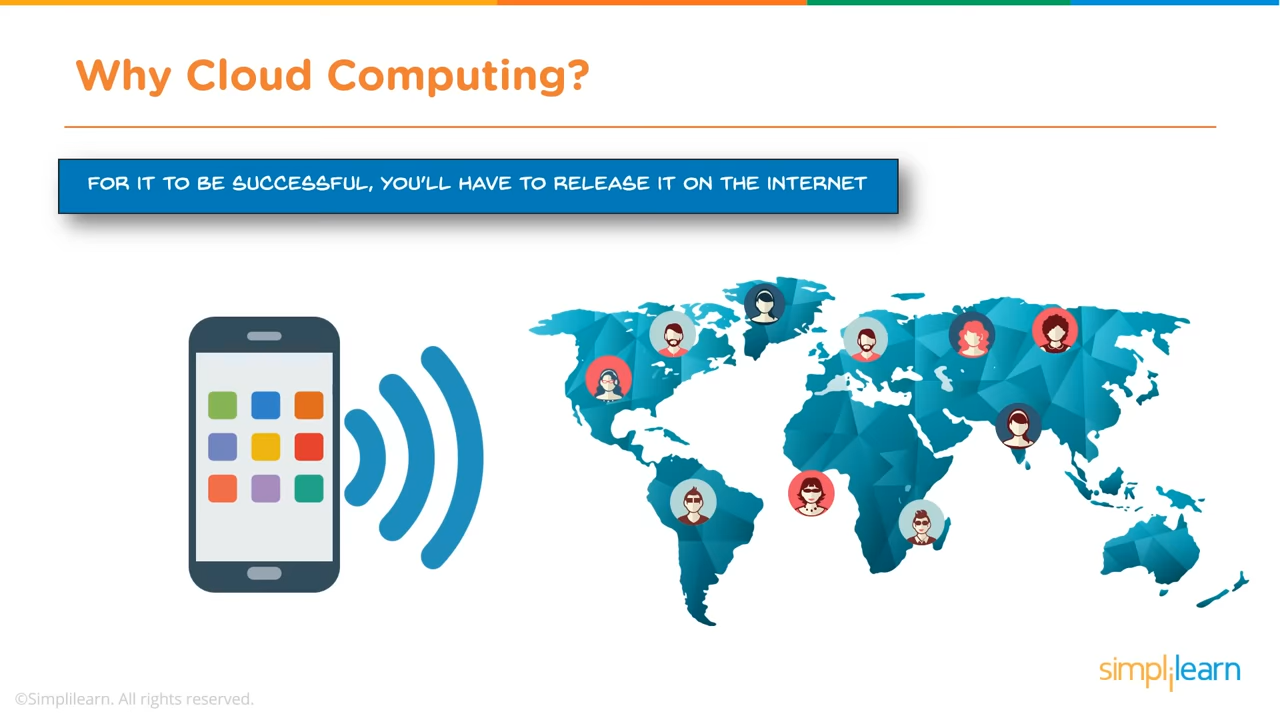 Why Cloud Computing?
FOR IT TO BE SUCCESSFUL, YOU'LL HAVE TO RELEASE IT ON THE INTERNET
simplilearn
©Simplilearn. All rights reserved.